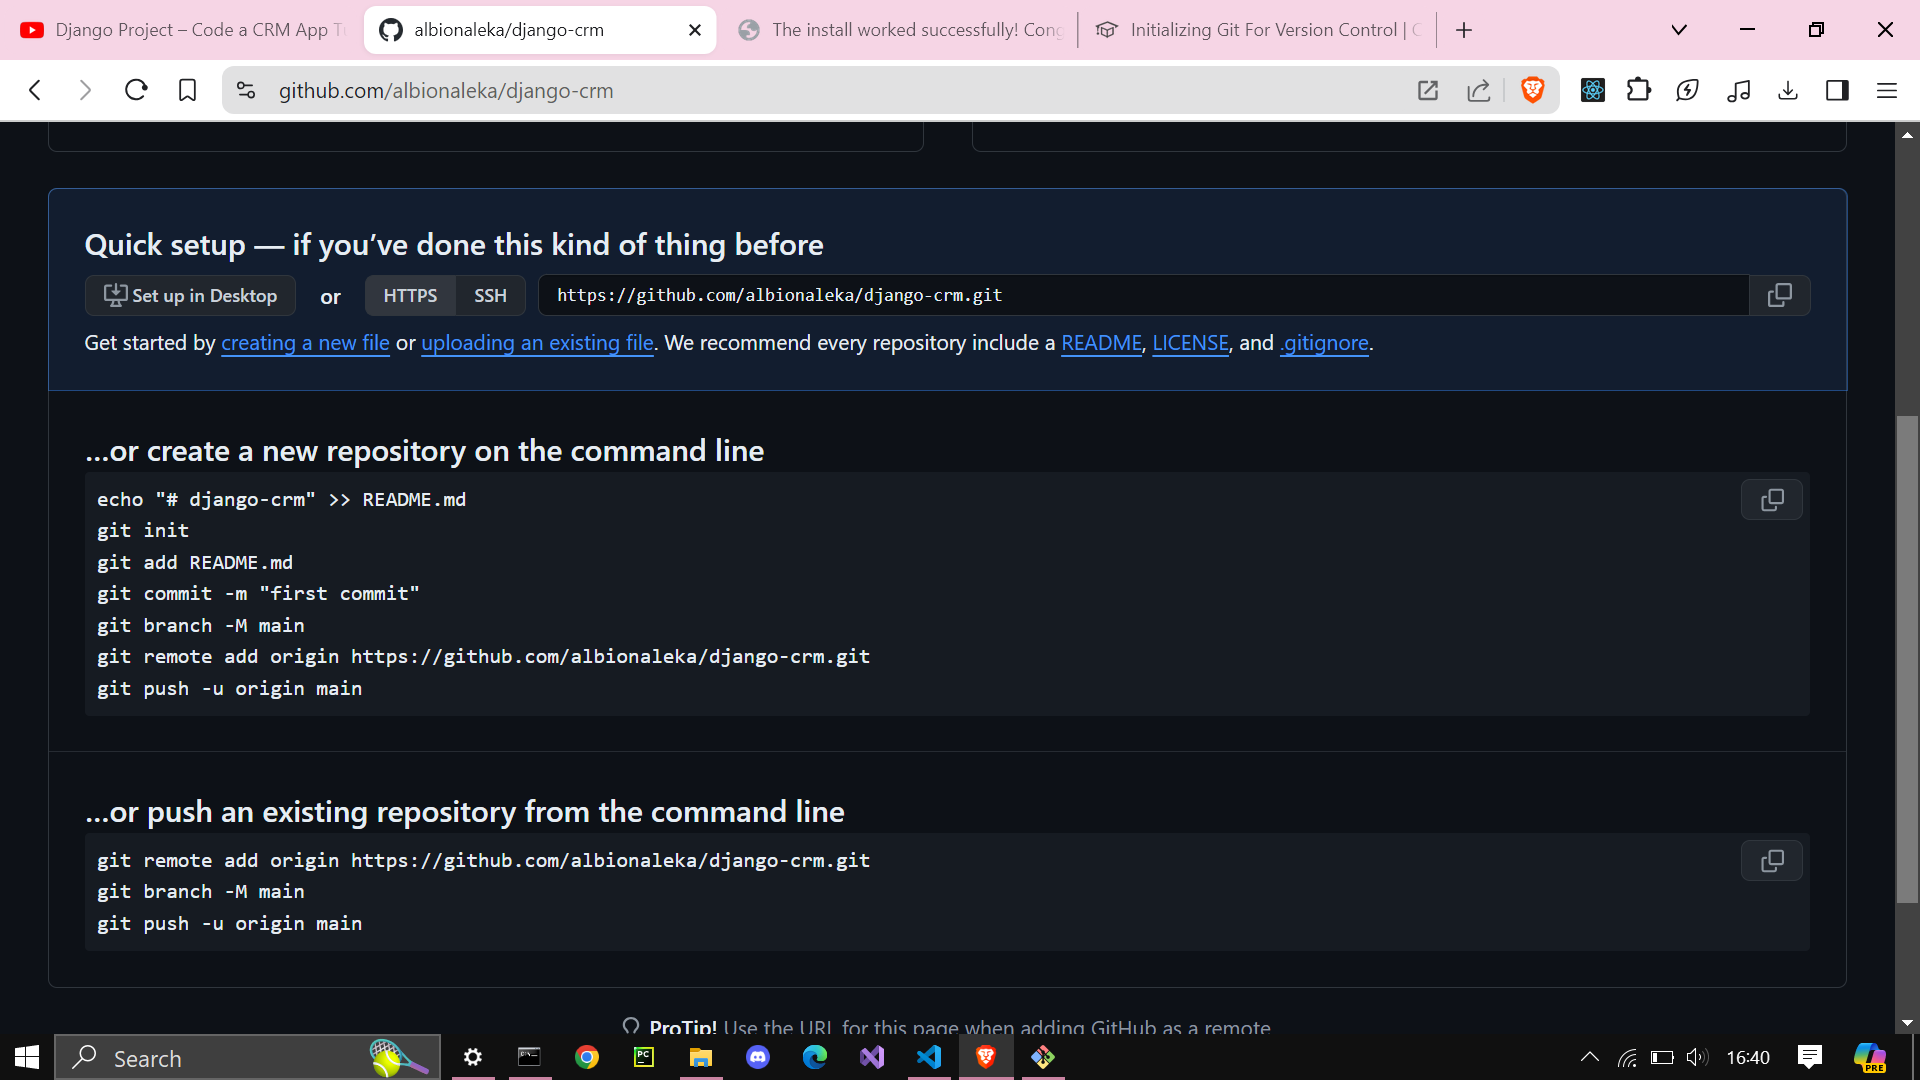 Django Project – Code a CRM App Tu
albionaleka/django-crm
The install worked successfully! Cong
Initializing Git For Version Control | C
github.com/albionaleka/django-crm
Quick setup — if you’ve done this kind of thing before
Set up in Desktop
or
HTTPS
SSH
https://github.com/albionaleka/django-crm.git
Get started by creating a new file or uploading an existing file. We recommend every repository include a README, LICENSE, and .gitignore.
…or create a new repository on the command line
echo "# django-crm" >> README.md
git init
git add README.md
git commit -m "first commit"
git branch -M main
git remote add origin https://github.com/albionaleka/django-crm.git
git push -u origin main
…or push an existing repository from the command line
git remote add origin https://github.com/albionaleka/django-crm.git
git branch -M main
git push -u origin main
ProTip! Use the URL for this page when adding GitHub as a remote
Search
PC
16:40
PRE